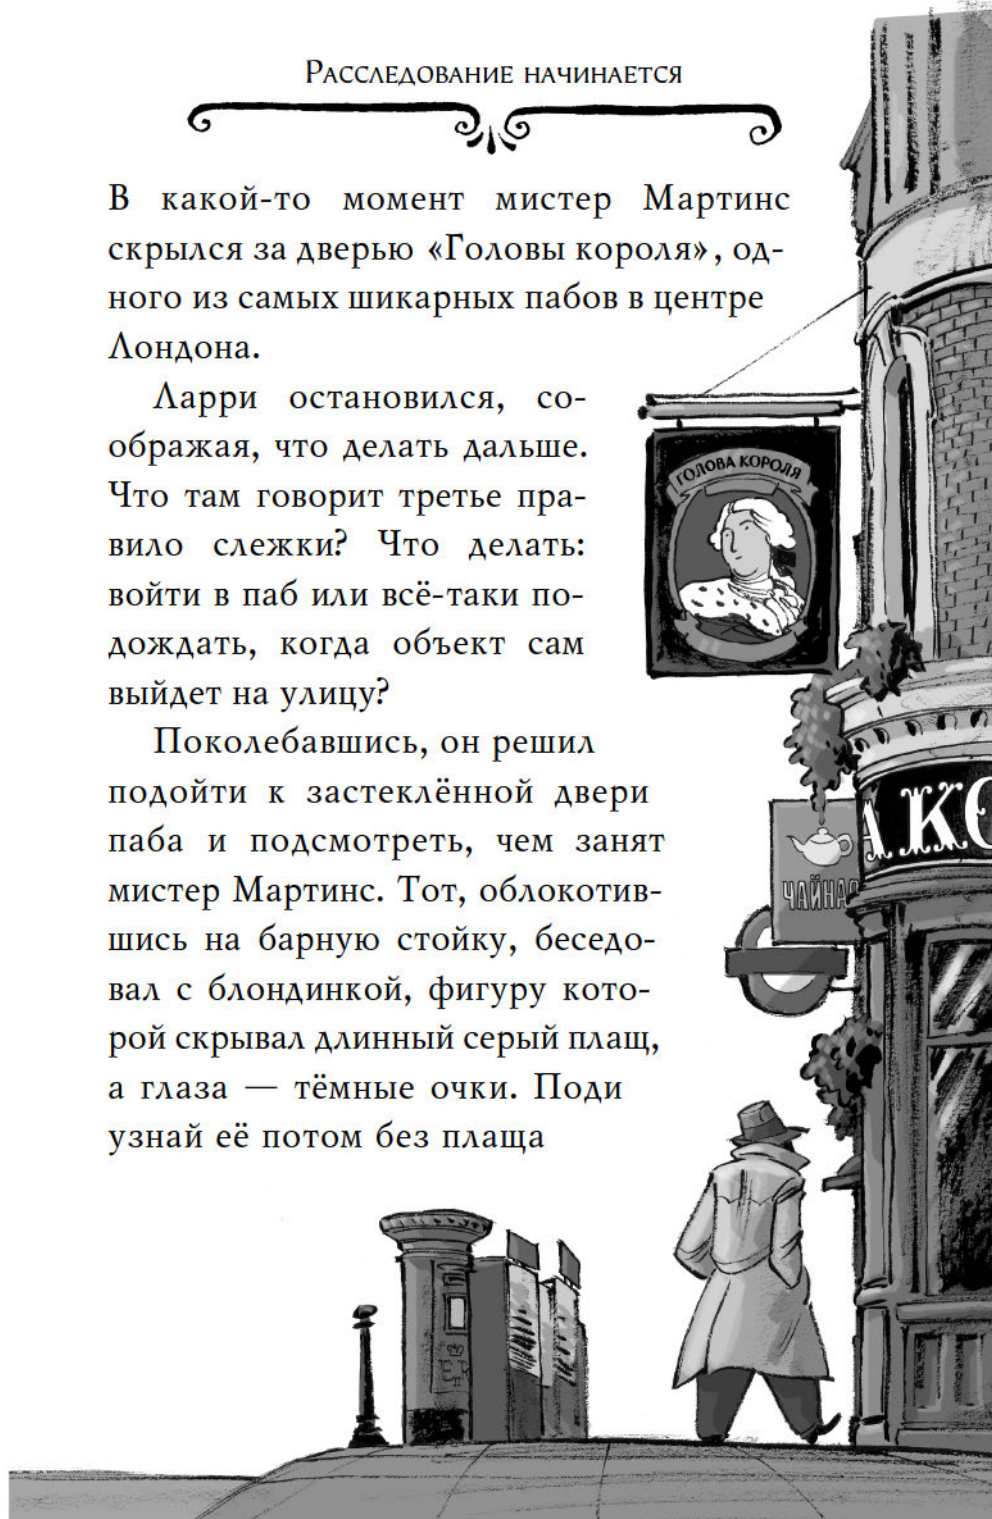 Расследование начинается
В какой-то момент мистер Мартинс
скрылся за дверью «Головы короля», од-
ного из самых шикарных пабов в центре
Лондона.
Ларри остановился, со-
ображая, что делать дальше.
Что там говорит третье пра-
вило слежки? Что делать:
войти в паб или всё-таки по-
дождать, когда объект сам
выйдет на улицу?
Поколебавшись, он решил
подойти к застеклённой двери
паба и подсмотреть, чем занят
мистер Мартинс. Тот, облокотив-
шись на барную стойку, беседо-
вал с блондинкой, фигуру кото-
рой скрывал длинный серый плащ,
а глаза — тёмные очки. Поди
узнай её потом без плаща
ГОЛОВА КОРОЛЯ
А КО
ЧАЙНАЯ